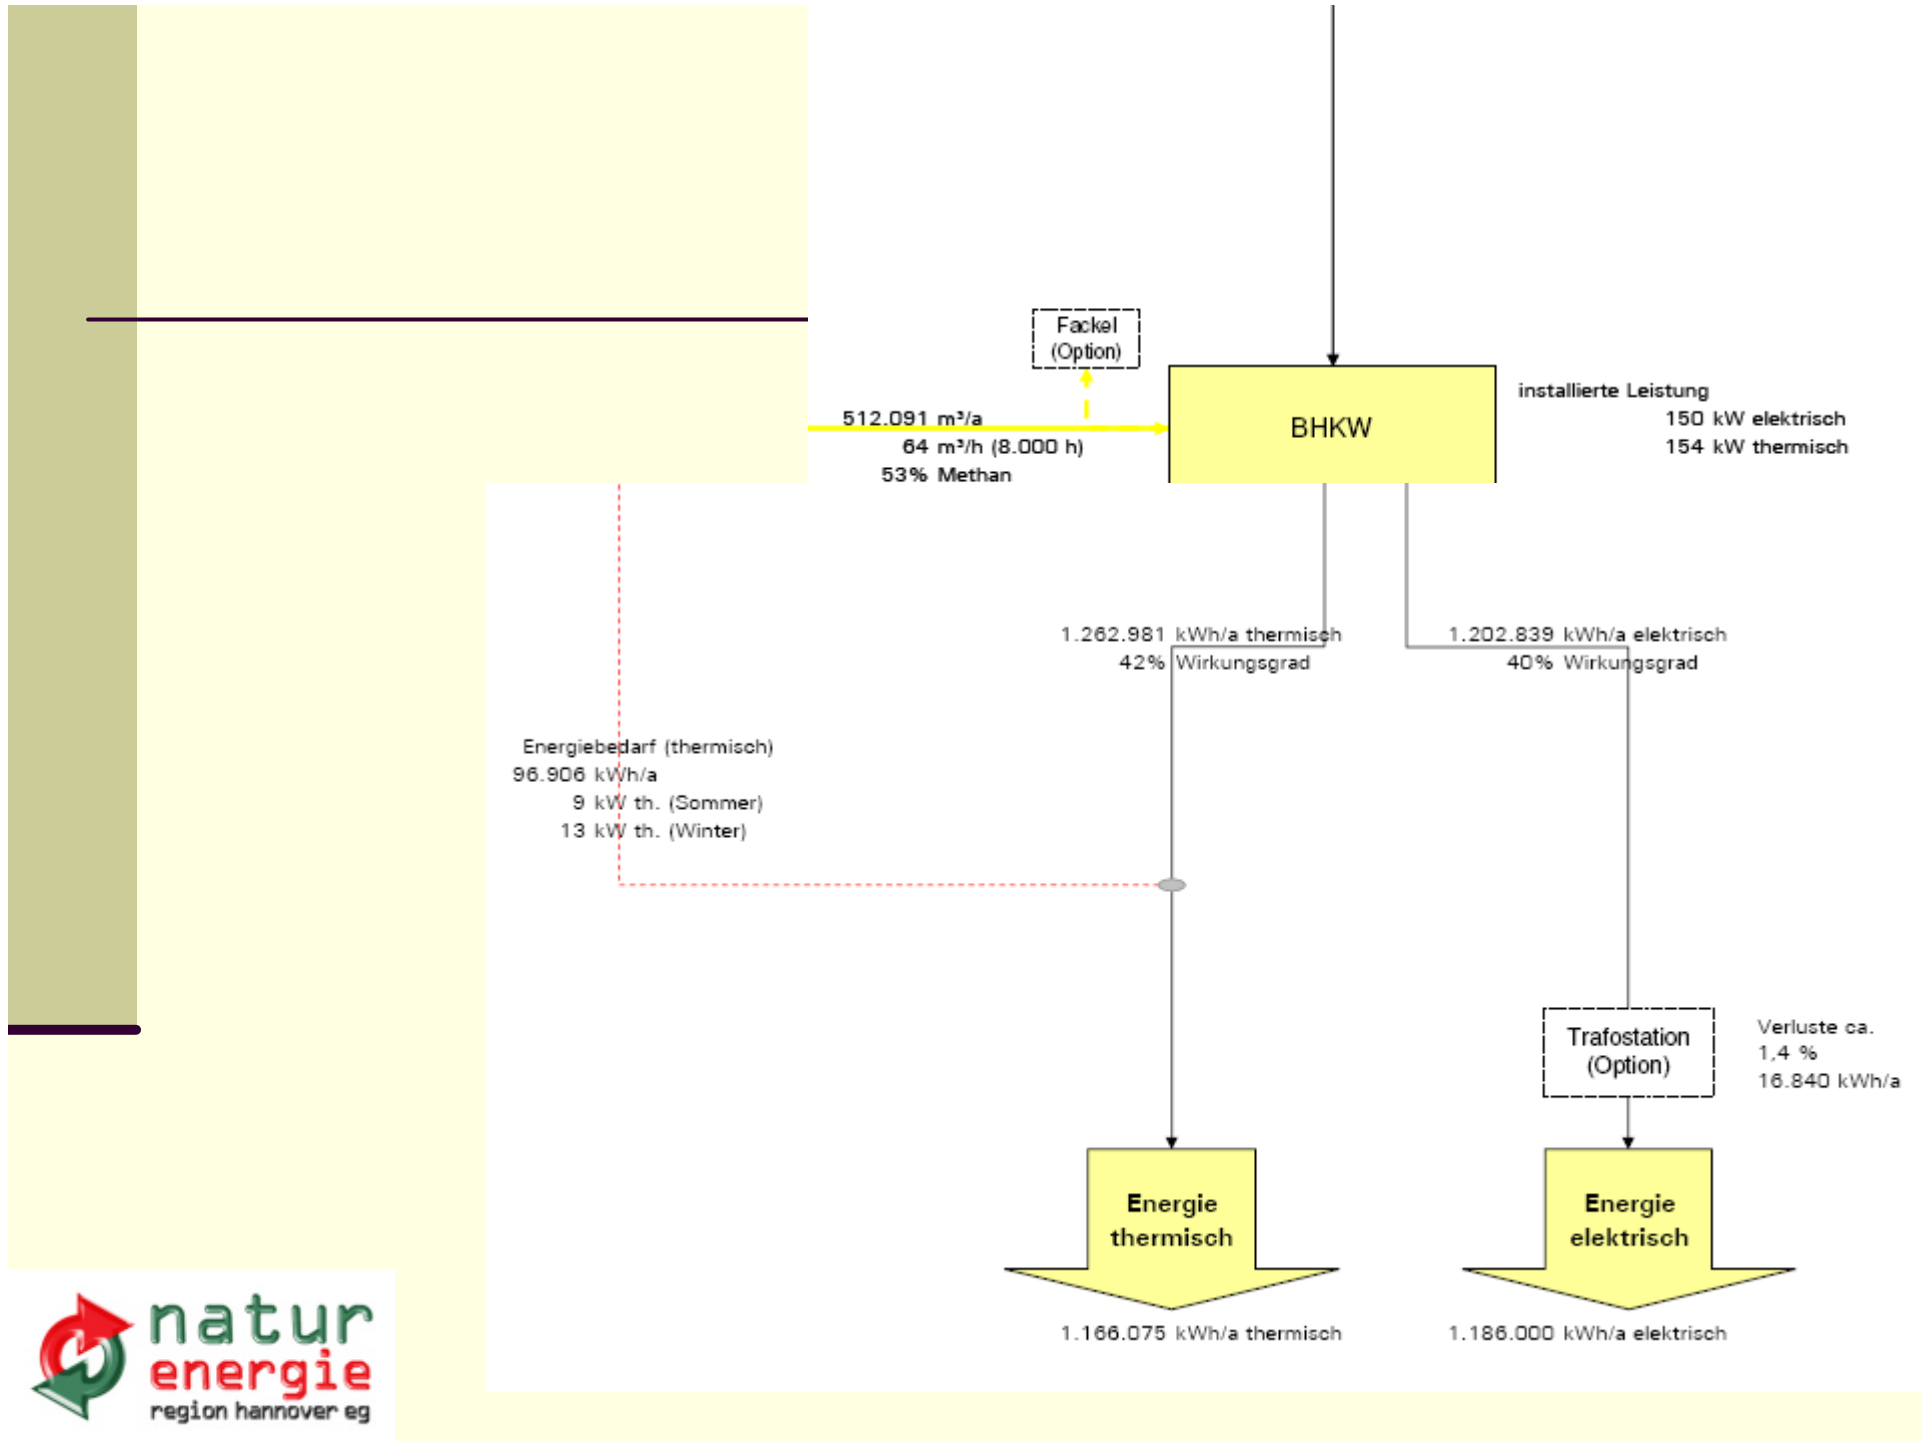 Fackel
(Option)
512.091 m³/a
64 m³/h (8.000 h)
53% Methan
BHKW
installierte Leistung
150 kW elektrisch
154 kW thermisch
1.262.981 kWh/a thermisch
42% Wirkungsgrad
1.202.839 kWh/a elektrisch
40% Wirkungsgrad
Energiebedarf (thermisch)
96.906 kWh/a
9 kW th. (Sommer)
13 kW th. (Winter)
Trafostation
(Option)
Verluste ca.
1,4 %
16.840 kWh/a
Energie
thermisch
Energie
elektrisch
1.166.075 kWh/a thermisch
1.186.000 kWh/a elektrisch
natur
energie
region hannover eg